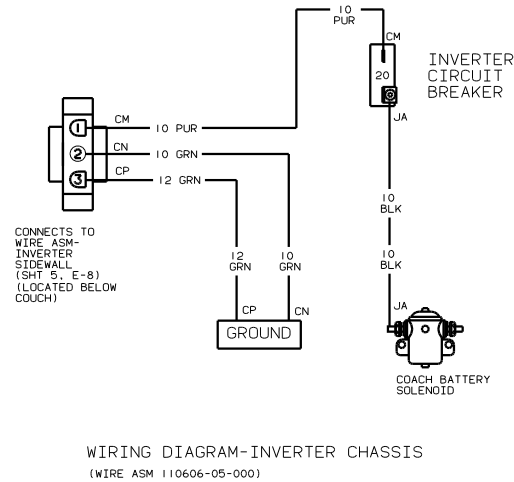 10
PUR
CM
INVERTER
CIRCUIT
BREAKER
20
JA
CM
1
10 PUR
CN
2
10 GRN
CP
3
12 GRN
10
BLK
CONNECTS TO
WIRE ASM-
INVERTER
SIDEWALL
(SHT 5, E-8)
(LOCATED BELOW
COUCH)
12
GRN
10
GRN
10
BLK
CP
CN
JA
GROUND
COACH BATTERY
SOLENOID
WIRING DIAGRAM-INVERTER CHASSIS
(WIRE ASM 110606-05-000)